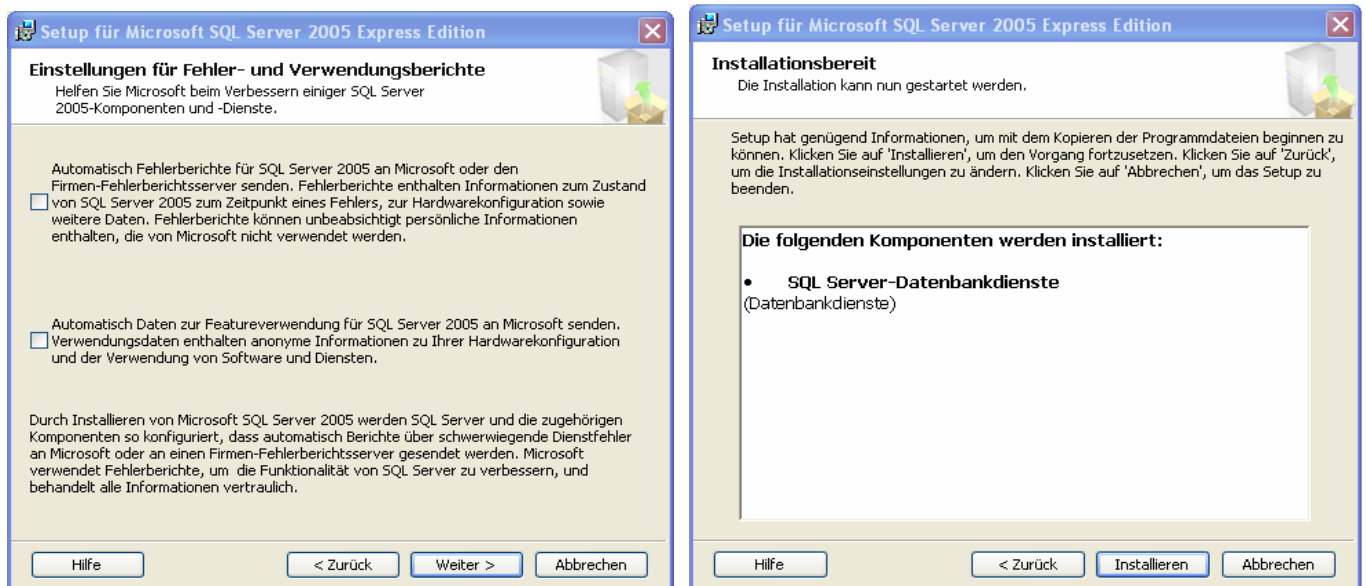 Setup für Microsoft SQL Server 2005 Express Edition
Einstellungen für Fehler- und Verwendungsberichte
Helfen Sie Microsoft beim Verbessern einiger SQL Server
2005-Komponenten und -Dienste.
Automatisch Fehlerberichte für SQL Server 2005 an Microsoft oder den
Firmen-Fehlerberichtsserver senden. Fehlerberichte enthalten Informationen zum Zustand
von SQL Server 2005 zum Zeitpunkt eines Fehlers, zur Hardwarekonfiguration sowie
weitere Daten. Fehlerberichte können unbeabsichtigt persönliche Informationen
enthalten, die von Microsoft nicht verwendet werden.
Automatisch Daten zur Featureverwendung für SQL Server 2005 an Microsoft senden.
Verwendungsdaten enthalten anonyme Informationen zu Ihrer Hardwarekonfiguration
und der Verwendung von Software und Diensten.
Durch Installieren von Microsoft SQL Server 2005 werden SQL Server und die zugehörigen
Komponenten so konfiguriert, dass automatisch Berichte über schwerwiegende Dienstfehler
an Microsoft oder an einen Firmen-Fehlerberichtsserver gesendet werden. Microsoft
verwendet Fehlerberichte, um die Funktionalität von SQL Server zu verbessern, und
behandelt alle Informationen vertraulich.
Hilfe
< Zurück
Weiter >
Abbrechen
Setup für Microsoft SQL Server 2005 Express Edition
Installationsbereit
Die Installation kann nun gestartet werden.
Setup hat genügend Informationen, um mit dem Kopieren der Programmdateien beginnen zu
können. Klicken Sie auf 'Installieren', um den Vorgang fortzusetzen. Klicken Sie auf 'Zurück',
um die Installationseinstellungen zu ändern. Klicken Sie auf 'Abbrechen', um das Setup zu
beenden.
Die folgenden Komponenten werden installiert:
• SQL Server-Datenbankdienste
(Datenbankdienste)
Hilfe
< Zurück
Installieren
Abbrechen